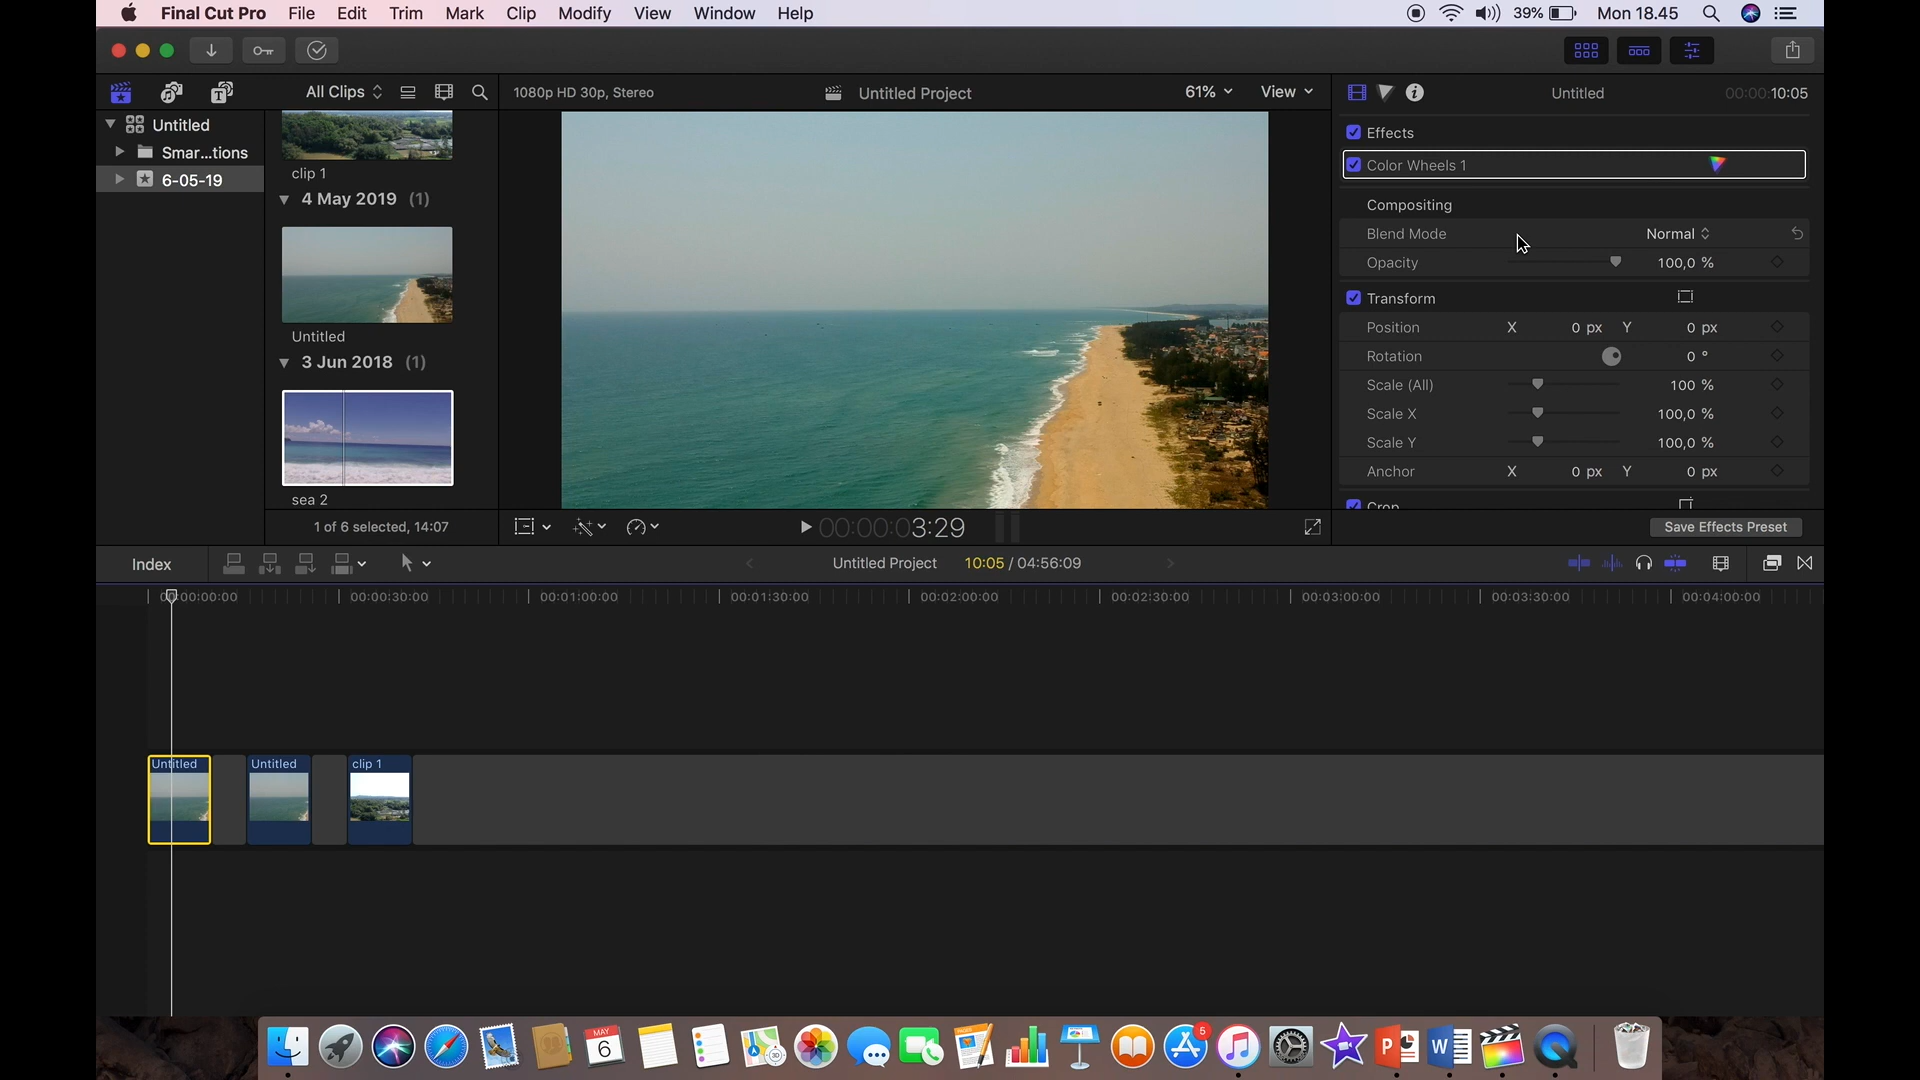 Final Cut Pro File Edit Trim Mark Clip Modify View Window Help 39% Mon 18.45
All Clips 1080p HD 30p, Stereo Untitled Project 61% View Untitled 00:00:10:05
Untitled
Smar...tions
6-05-19
clip 1
4 May 2019 (1)
Untitled
3 Jun 2018 (1)
sea 2
1 of 6 selected, 14:07
00:00:03:29
Effects
Color Wheels 1
Compositing
Blend Mode Normal
Opacity 100,0 %
Transform
Position X 0 px Y 0 px
Rotation 0 °
Scale (All) 100 %
Scale X 100,0 %
Scale Y 100,0 %
Anchor X 0 px Y 0 px
Crop
Save Effects Preset
Index Untitled Project 10:05 / 04:56:09
00:00:00:00 00:00:30:00 00:01:00:00 00:01:30:00 00:02:00:00 00:02:30:00 00:03:00:00 00:03:30:00 00:04:00:00
Untitled Untitled clip 1
MAY
6
5
P W